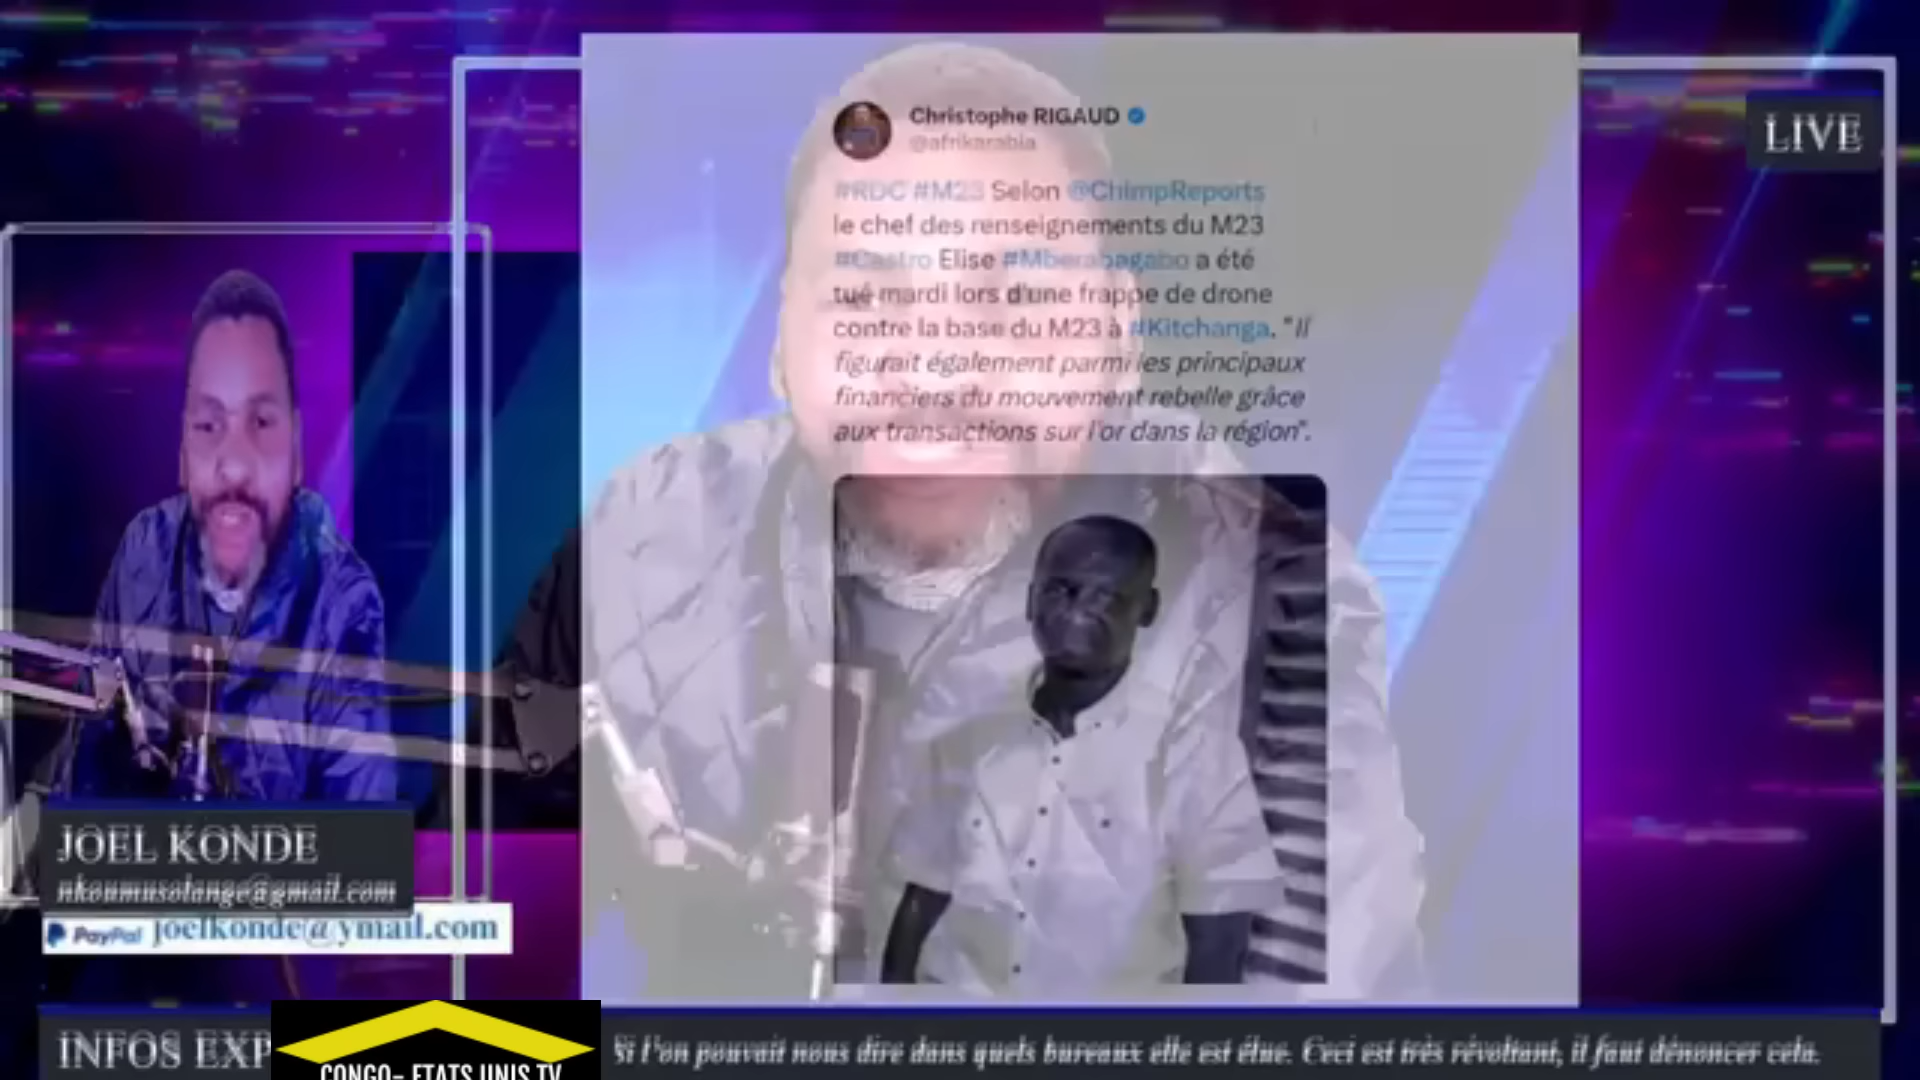 Christophe RIGAUD
@afrikarabia
LIVE
#RDC #M23 Selon @ChimpReports
le chef des renseignements du M23
#Castro Elise #Mberabagabo a été
tué mardi lors d'une frappe de drone
contre la base du M23 à #Kitchanga. "Il
figurait également parmi les principaux
financiers du mouvement rebelle grâce
aux transactions sur l'or dans la région".
JOEL KONDE
nkoumusolange@gmail.com
PayPal joelkonde@ymail.com
INFOS EXP
CONGO- ETATS UNIS TV
Si l'on pouvait nous dire dans quels bureaux elle est élue. Ceci est très révoltant, il faut dénoncer cela.